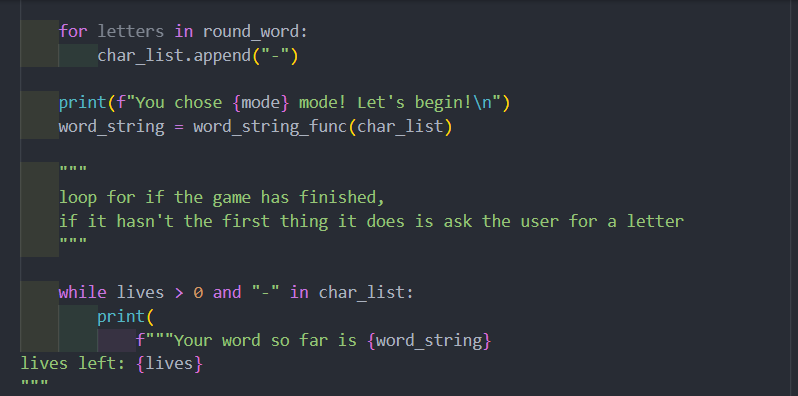 for letters in round_word:
char_list.append("-")
print(f"You chose {mode} mode! Let's begin!\n")
word_string = word_string_func(char_list)
"""
loop for if the game has finished,
if it hasn't the first thing it does is ask the user for a letter
"""
while lives > 0 and "-" in char_list:
print(
f"""Your word so far is {word_string}
lives left: {lives}
"""